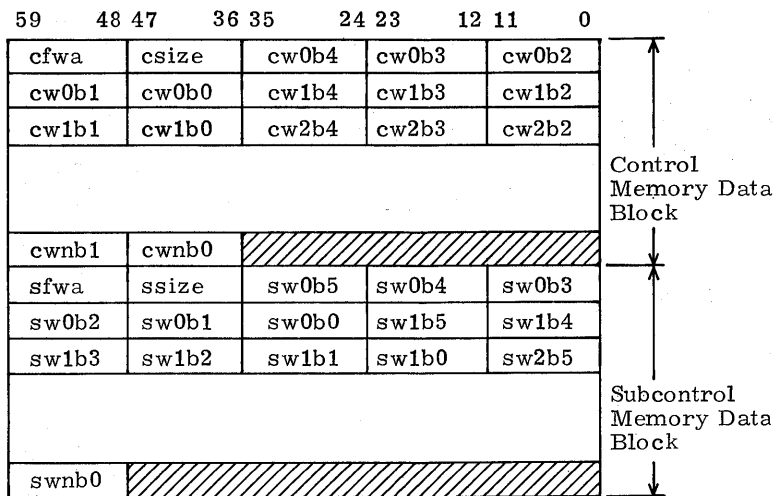 59 48 47 36 35 24 23 12 11 0
cfwa csize cw0b4 cw0b3 cw0b2
cw0b1 cw0b0 cw1b4 cw1b3 cw1b2
cw1b1 cw1b0 cw2b4 cw2b3 cw2b2
Control
Memory Data
Block
cwnb1 cwnb0
sfwa ssize sw0b5 sw0b4 sw0b3
sw0b2 sw0b1 sw0b0 sw1b5 sw1b4
sw1b3 sw1b2 sw1b1 sw1b0 sw2b5
Subcontrol
Memory Data
Block
swnb0